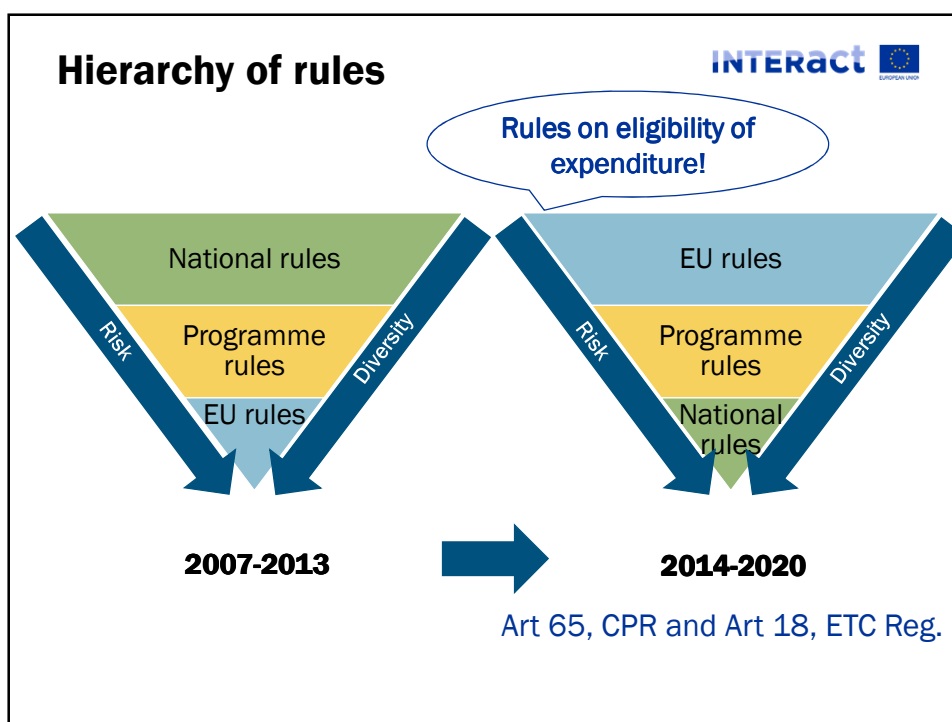 Hierarchy of rules
INTERact
EUROPEAN UNION
Rules on eligibility of
expenditure!
National rules
Programme
rules
EU rules
Risk
Diversity
EU rules
Programme
rules
National
rules
Risk
Diversity
2007-2013
2014-2020
Art 65, CPR and Art 18, ETC Reg.